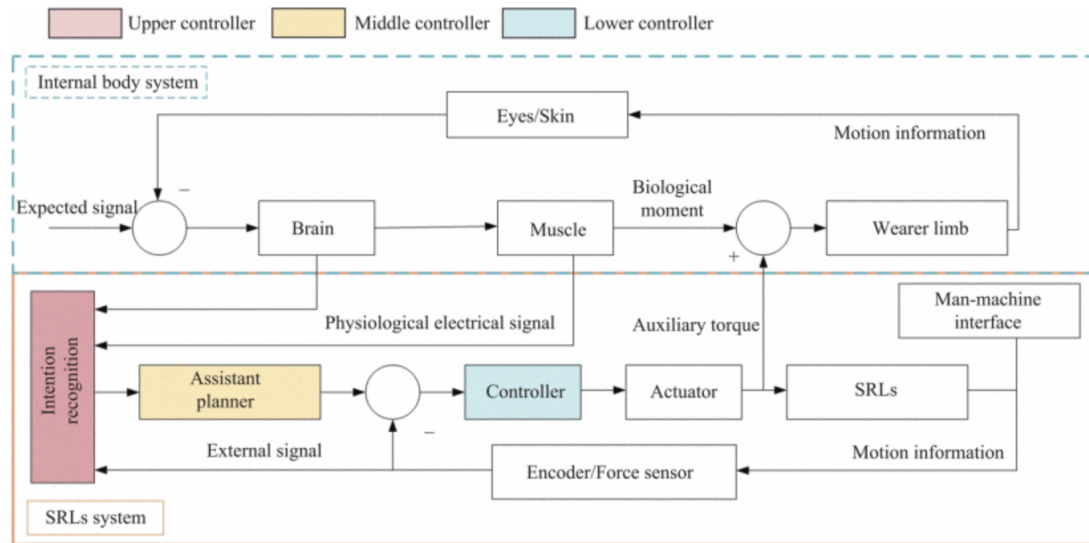 Upper controller
Middle controller
Lower controller
Internal body system
Eyes/Skin
Motion information
Expected signal
−
Brain
Muscle
Biological
moment
+
Wearer limb
Man-machine
interface
Physiological electrical signal
Auxiliary torque
Intention
recognition
Assistant
planner
−
Controller
Actuator
SRLs
External signal
Encoder/Force sensor
Motion information
SRLs system